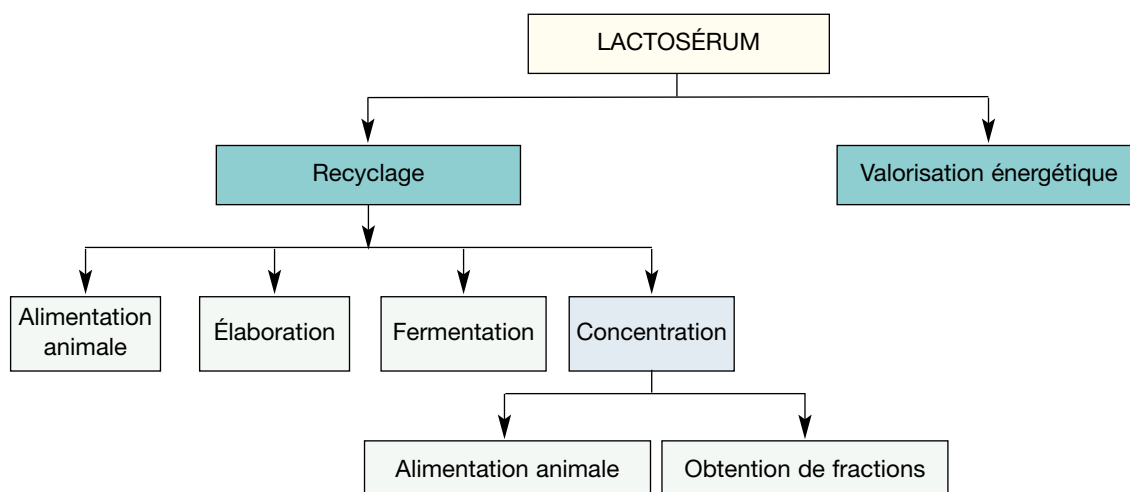 LACTOSÉRUM
Recyclage
Valorisation énergétique
Alimentation
animale
Élaboration
Fermentation
Concentration
Alimentation animale
Obtention de fractions